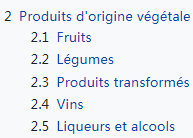 2 Produits d'origine végétale
2.1 Fruits
2.2 Légumes
2.3 Produits transformés
2.4 Vins
2.5 Liqueurs et alcools